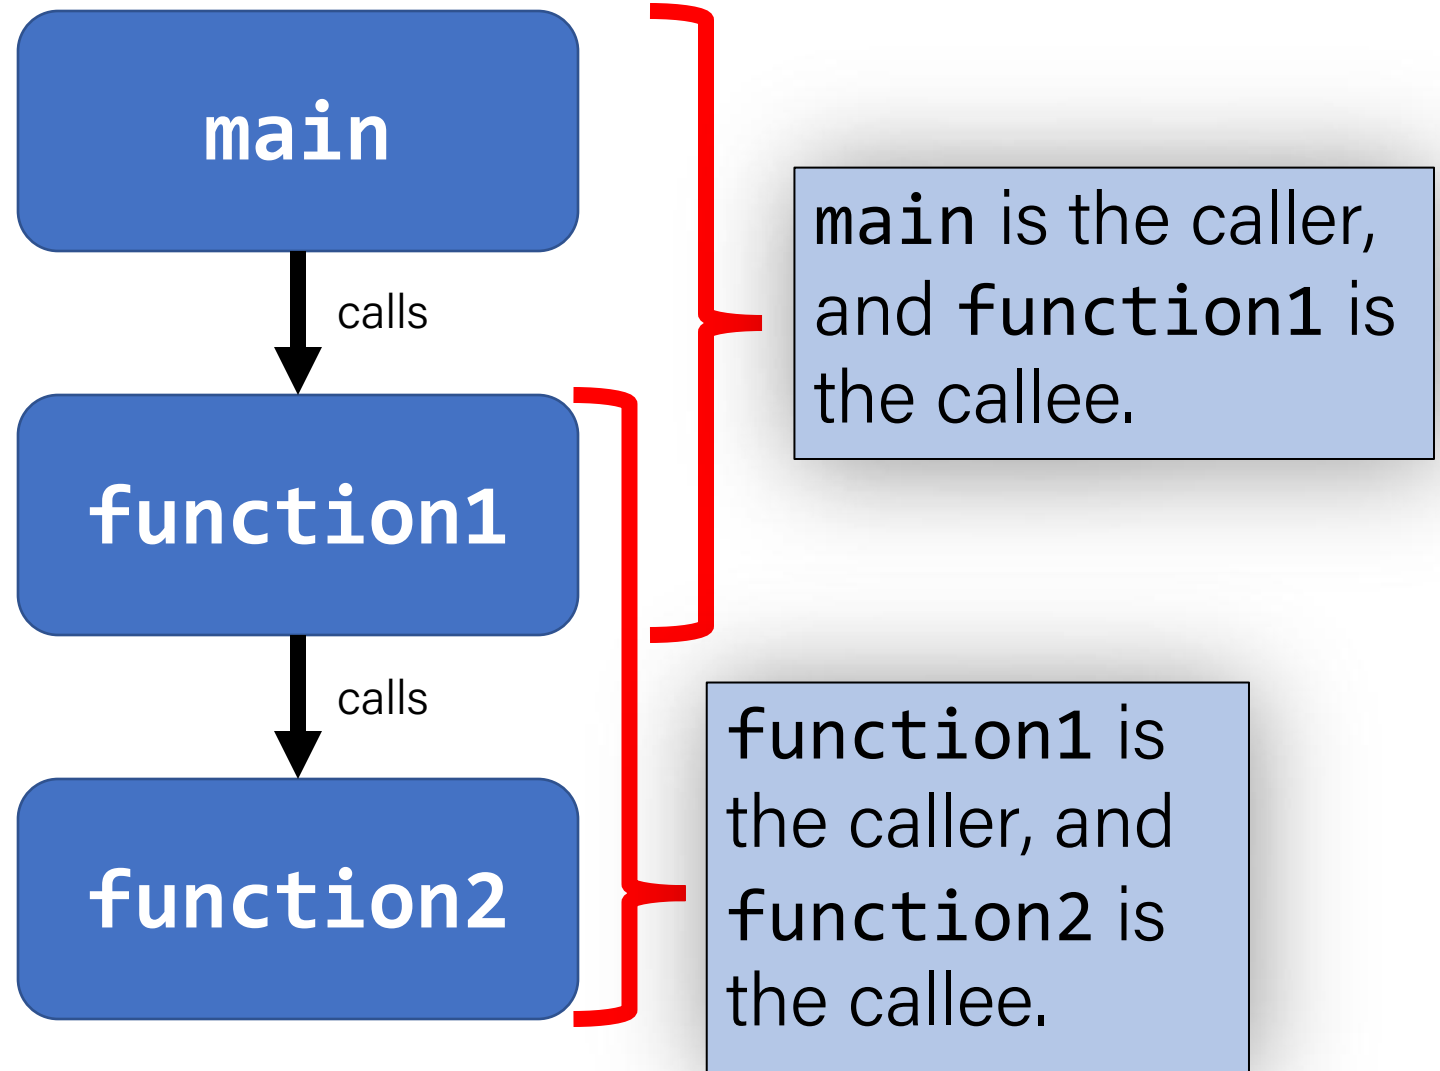 main
calls
function1
calls
function2
main is the caller,
and function1 is
the callee.
function1 is
the caller, and
function2 is
the callee.